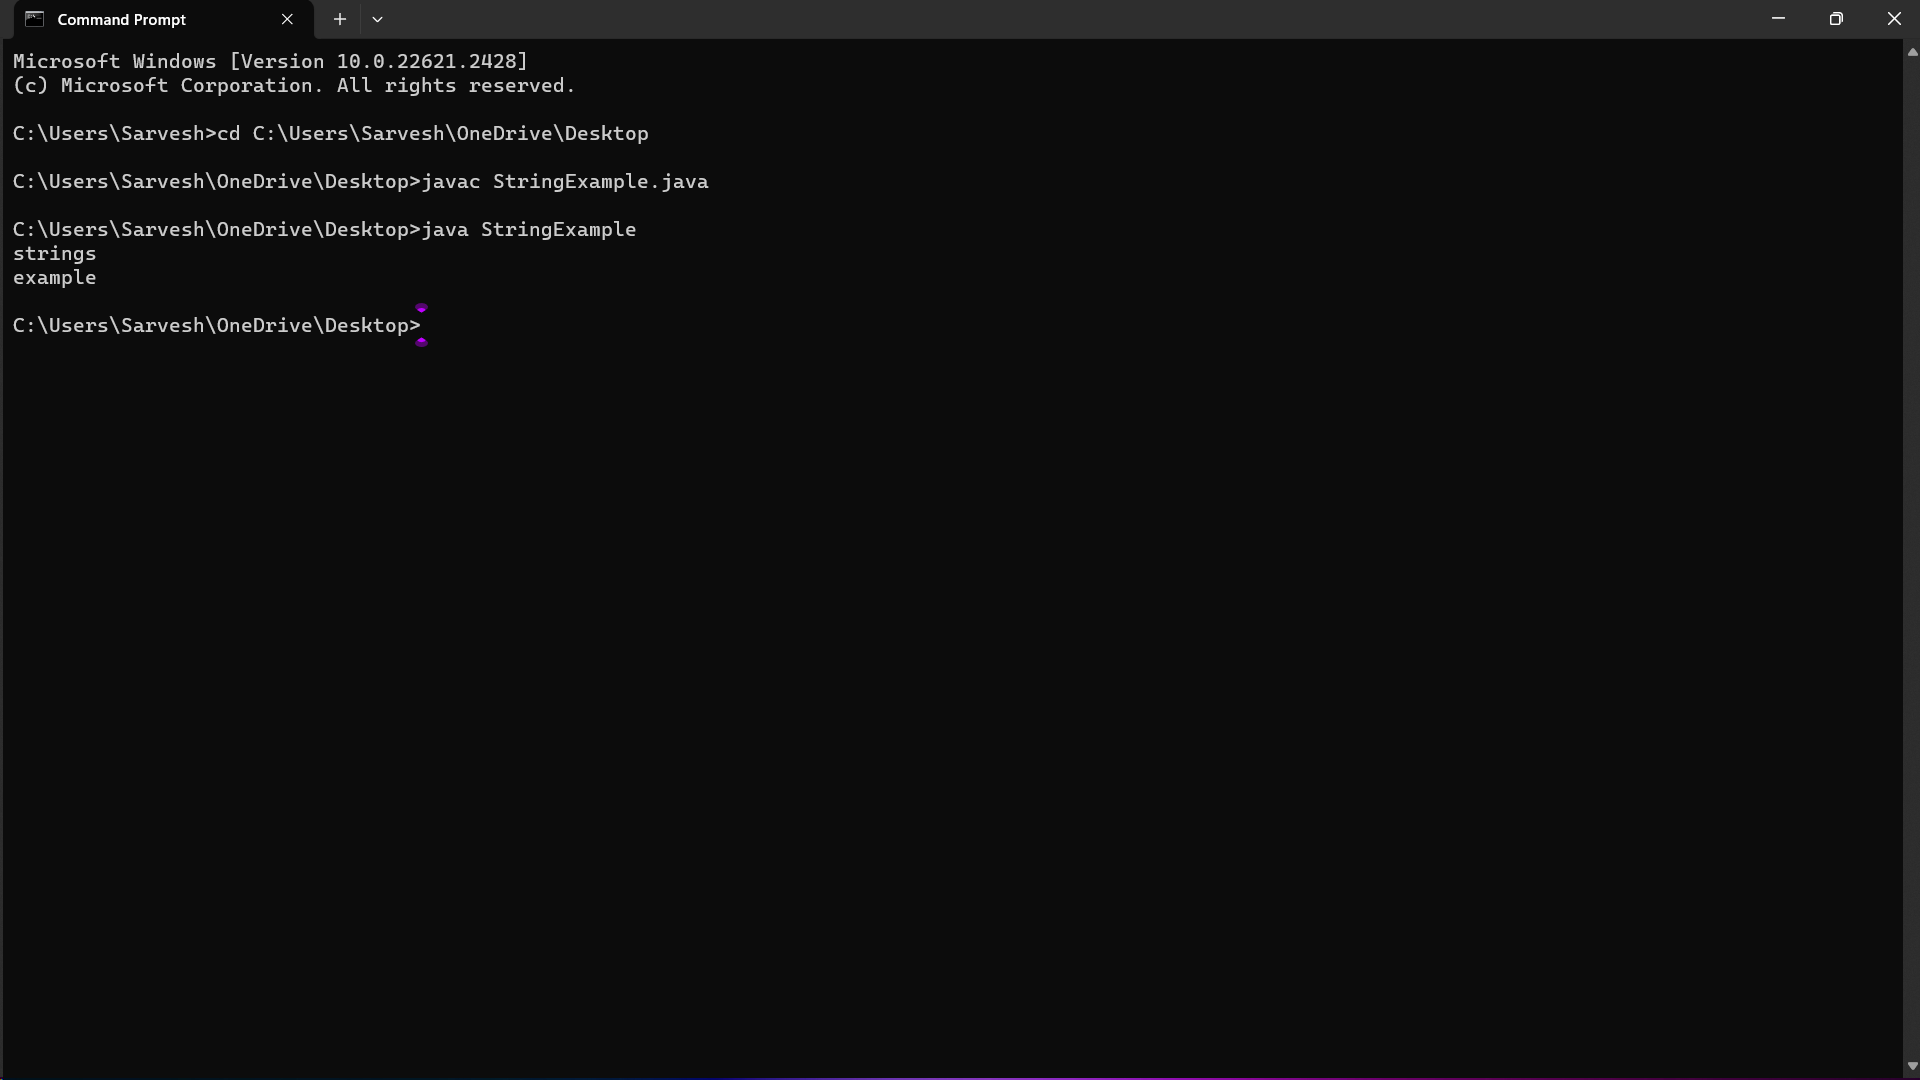 Command Prompt
Microsoft Windows [Version 10.0.22621.2428]
(c) Microsoft Corporation. All rights reserved.
C:\Users\Sarvesh>cd C:\Users\Sarvesh\OneDrive\Desktop
C:\Users\Sarvesh\OneDrive\Desktop>javac StringExample.java
C:\Users\Sarvesh\OneDrive\Desktop>java StringExample
strings
example
C:\Users\Sarvesh\OneDrive\Desktop>